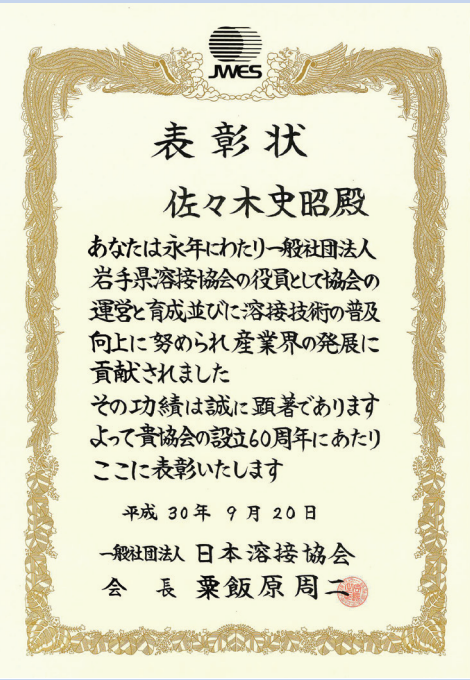 JWES
表彰状
佐々木史昭殿
あなたは永年にわたり一般社団法人
岩手県溶接協会の役員として協会の
運営と育成並びに溶接技術の普及
向上に努められ産業界の発展に
貢献されました
その功績は誠に顕著であります
よって貴協会の設立60周年にあたり
ここに表彰いたします
平成30年9月20日
一般社団法人 日本溶接協会
会長 粟飯原周二